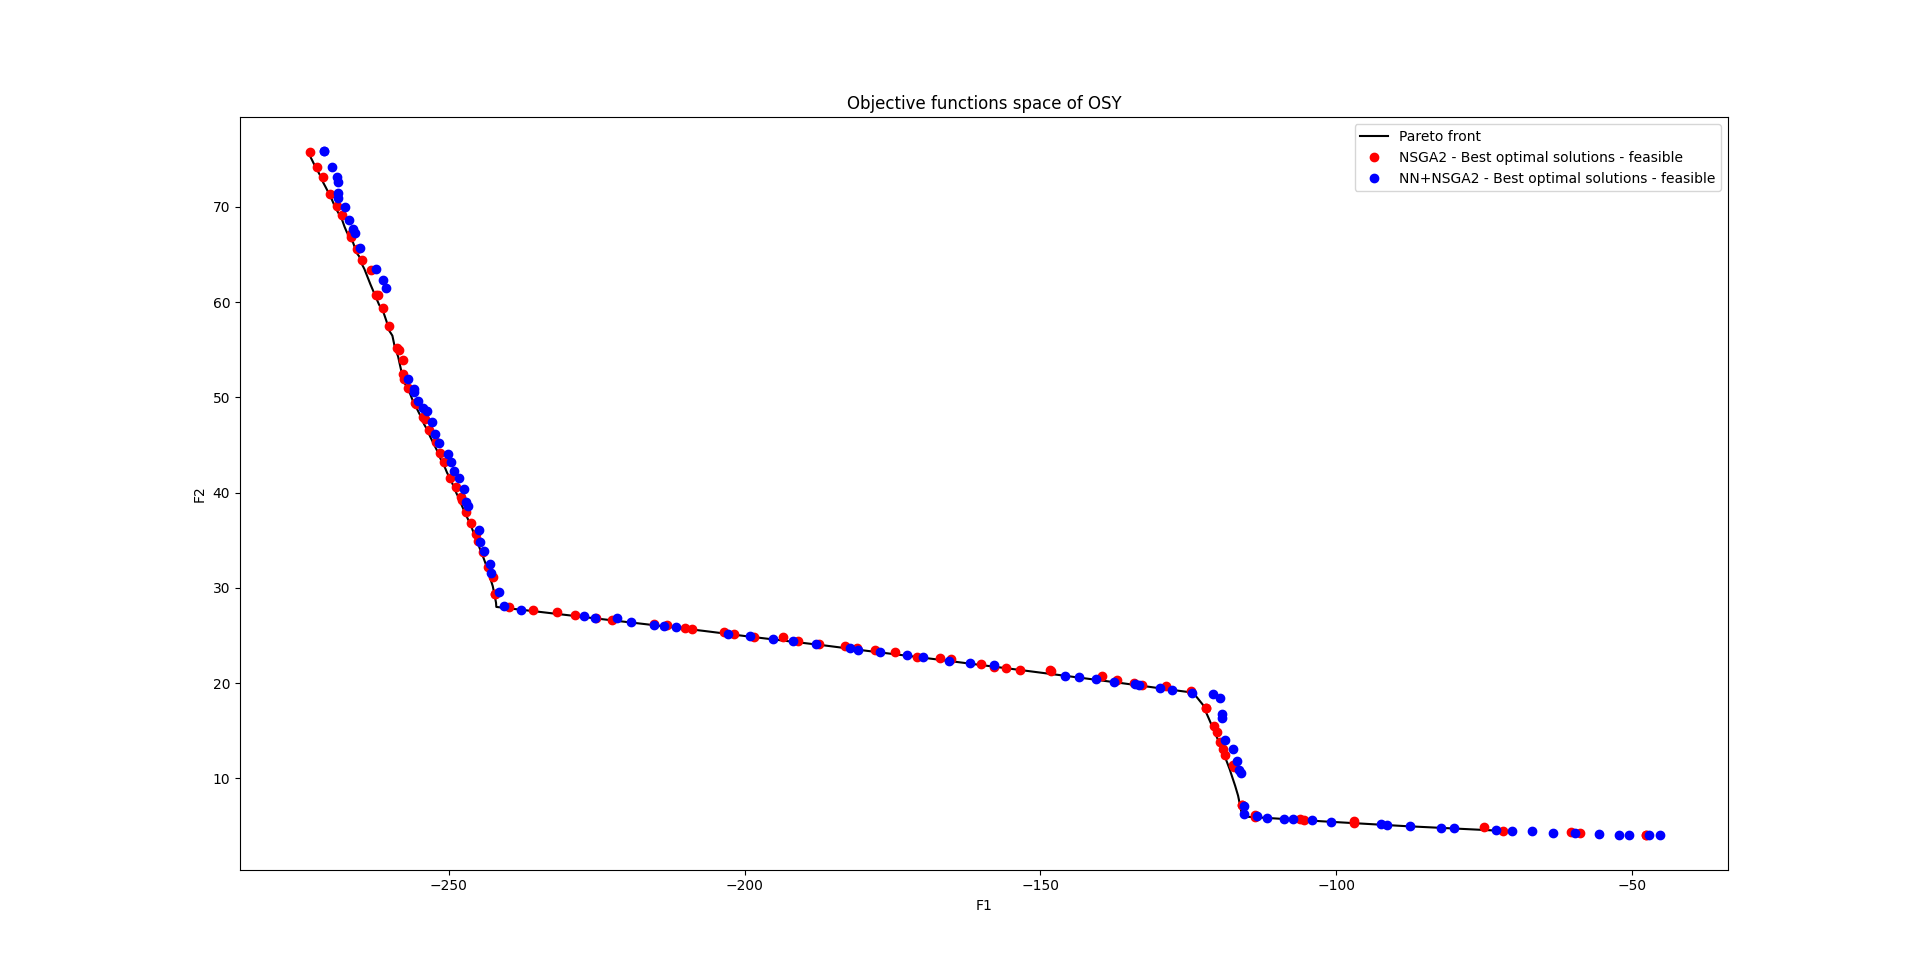 Objective functions space of OSY
Pareto front
NSGA2 - Best optimal solutions - feasible
NN+NSGA2 - Best optimal solutions - feasible
70
60
50
40
30
20
10
F2
−250
−200
−150
−100
−50
F1